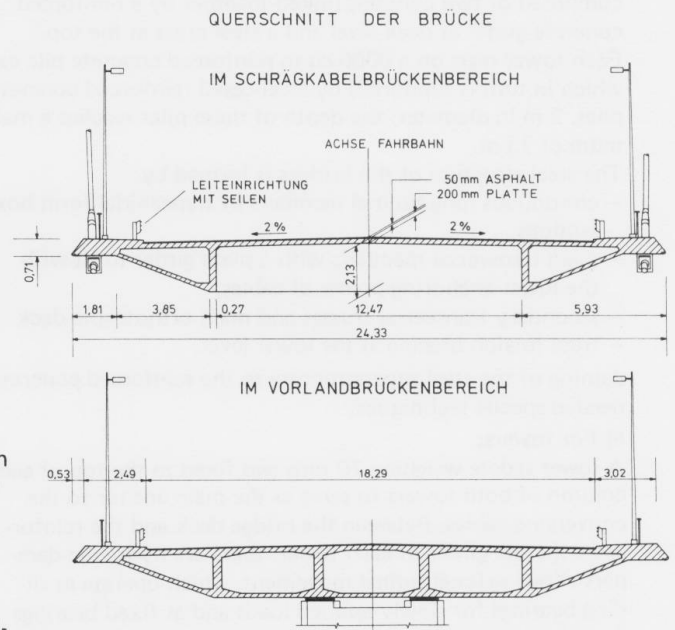 QUERSCHNITT DER BRÜCKE
IM SCHRÄGKABELBRÜCKENBEREICH
ACHSE FAHRBAHN
LEITEINRICHTUNG
MIT SEILEN
50mm ASPHALT
200mm PLATTE
2% 2%
0,71
2,13
1,81 3,85 0,27 12,47 5,93
24,33
IM VORLANDBRÜCKENBEREICH
0,53 2,49 18,29 3,02